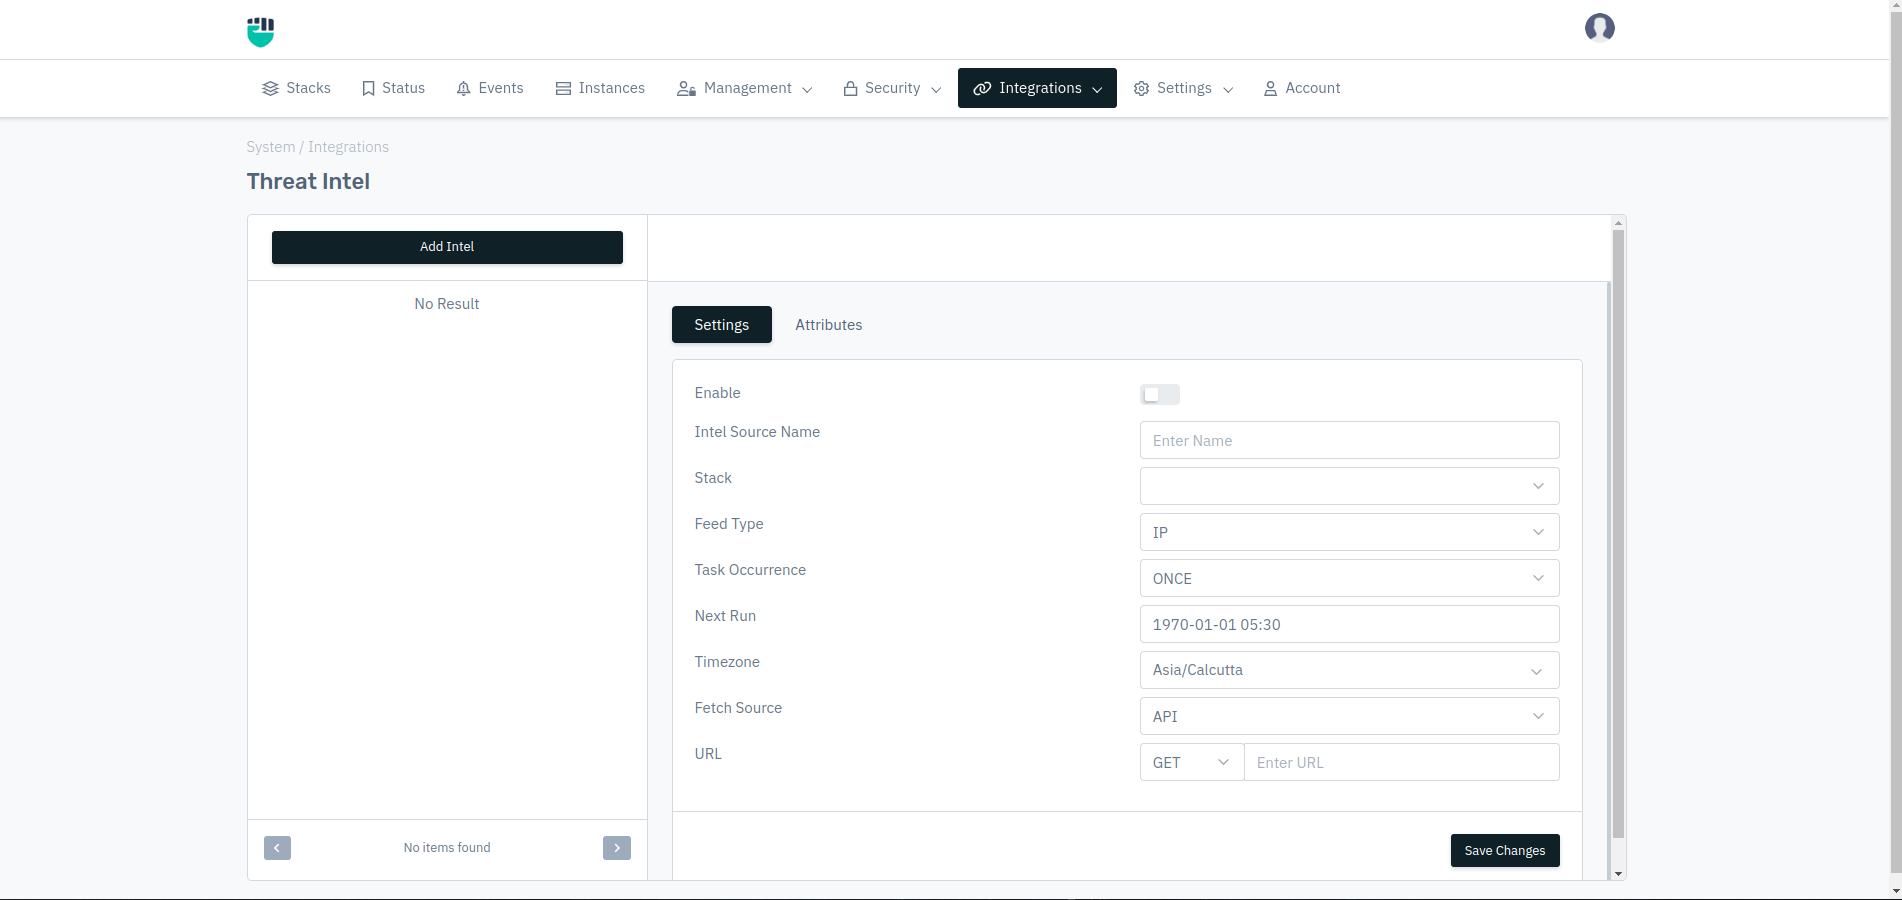 Stacks Status Events Instances Management Security Integrations Settings Account
System / Integrations
Threat Intel
Add Intel
No Result
No items found
Settings Attributes
Enable
Intel Source Name Enter Name
Stack
Feed Type IP
Task Occurrence ONCE
Next Run 1970-01-01 05:30
Timezone Asia/Calcutta
Fetch Source API
URL GET Enter URL
Save Changes